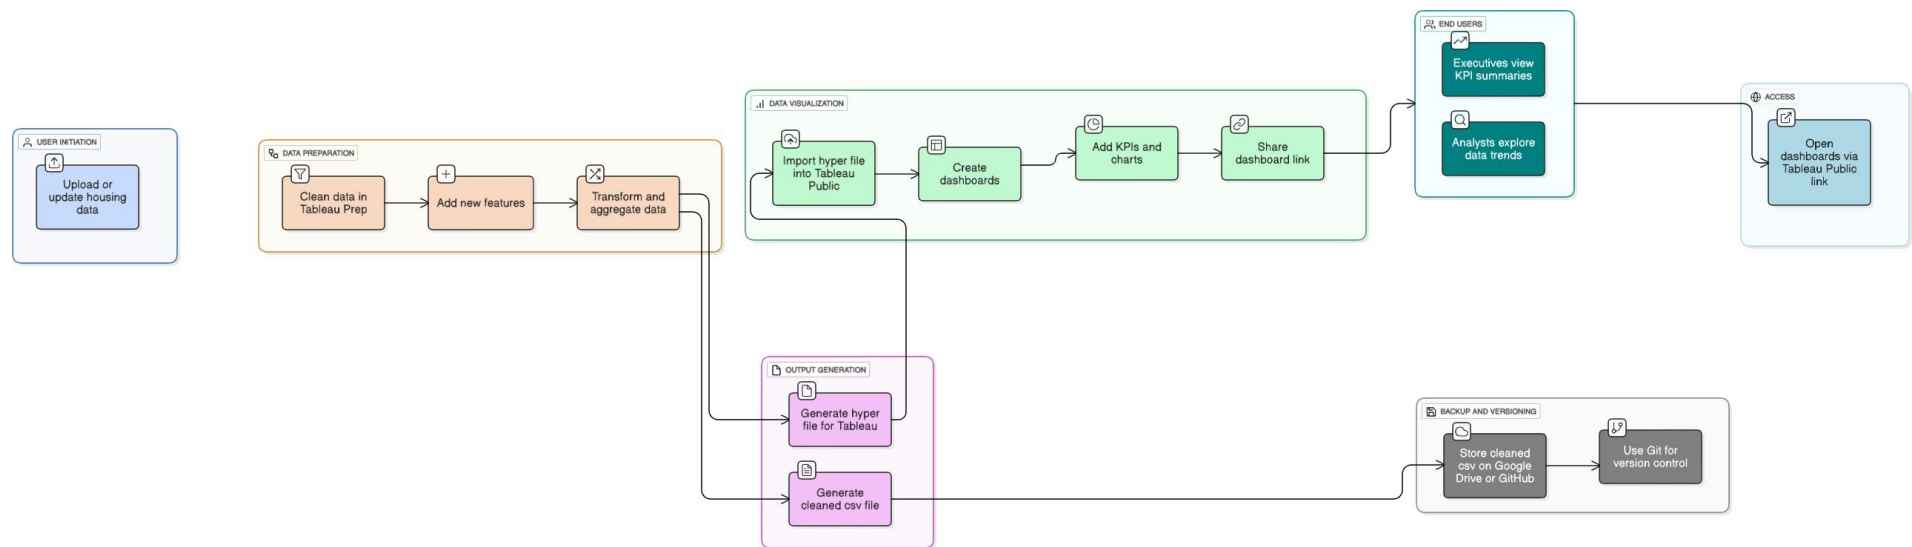 USER INITIATION
Upload or
update housing
data
DATA PREPARATION
Clean data in
Tableau Prep
Add new features
Transform and
aggregate data
DATA VISUALIZATION
Import hyper file
into Tableau
Public
Create
dashboards
Add KPIs and
charts
Share
dashboard link
END USERS
Executives view
KPI summaries
Analysts explore
data trends
ACCESS
Open
dashboards via
Tableau Public
link
OUTPUT GENERATION
Generate hyper
file for Tableau
Generate
cleaned csv file
BACKUP AND VERSIONING
Store cleaned
csv on Google
Drive or GitHub
Use Git for
version control